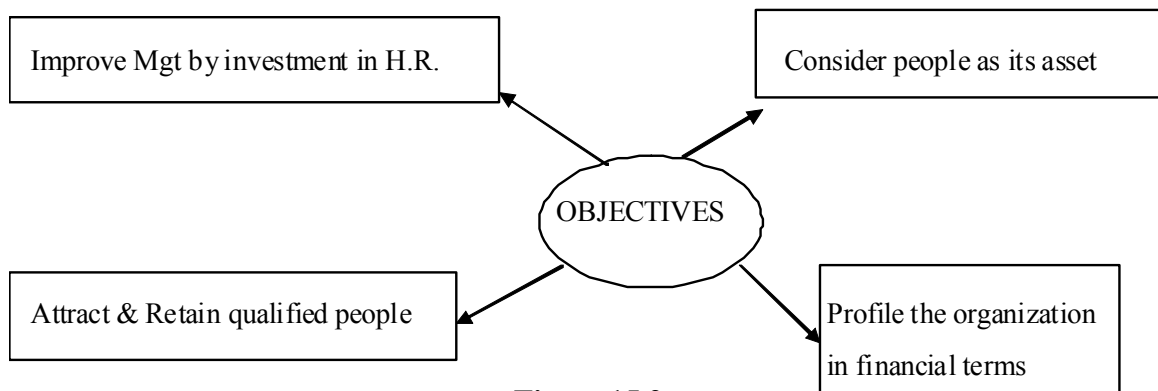 Improve Mgt by investment in H.R.
Consider people as its asset
OBJECTIVES
Attract & Retain qualified people
Profile the organization
in financial terms